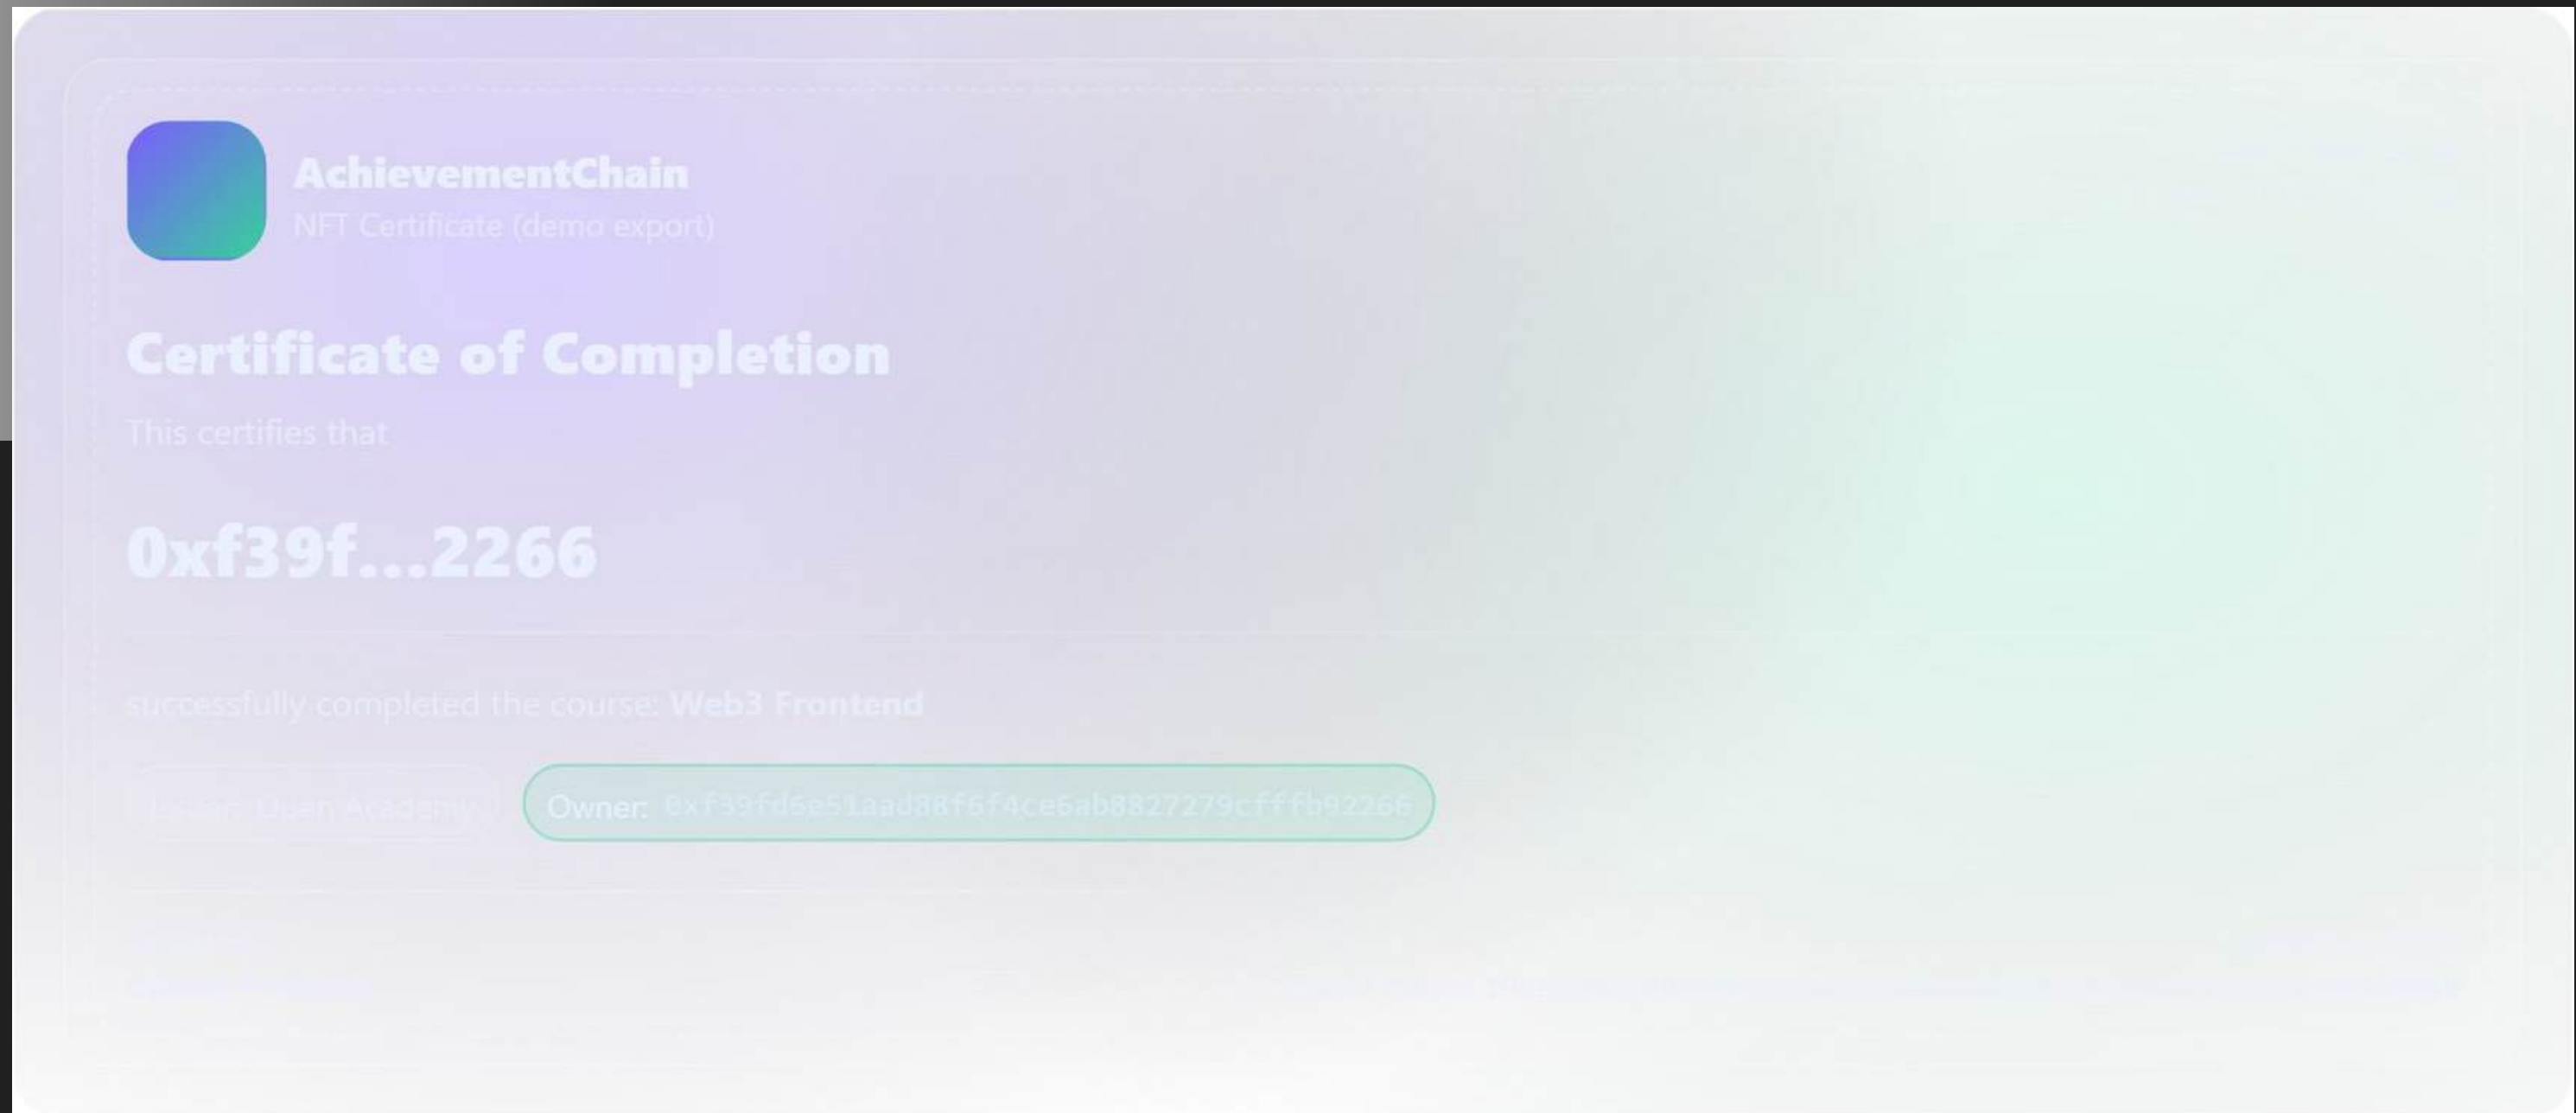 AchievementChain
NFT Certificate (demo export)
Certificate of Completion
This certifies that
0xf39f...2266
successfully completed the course: Web3 Frontend
Issuer: Open Academy
Owner: 0xf39fd6e51aad88f6f4ce6ab8827279cfffb92266